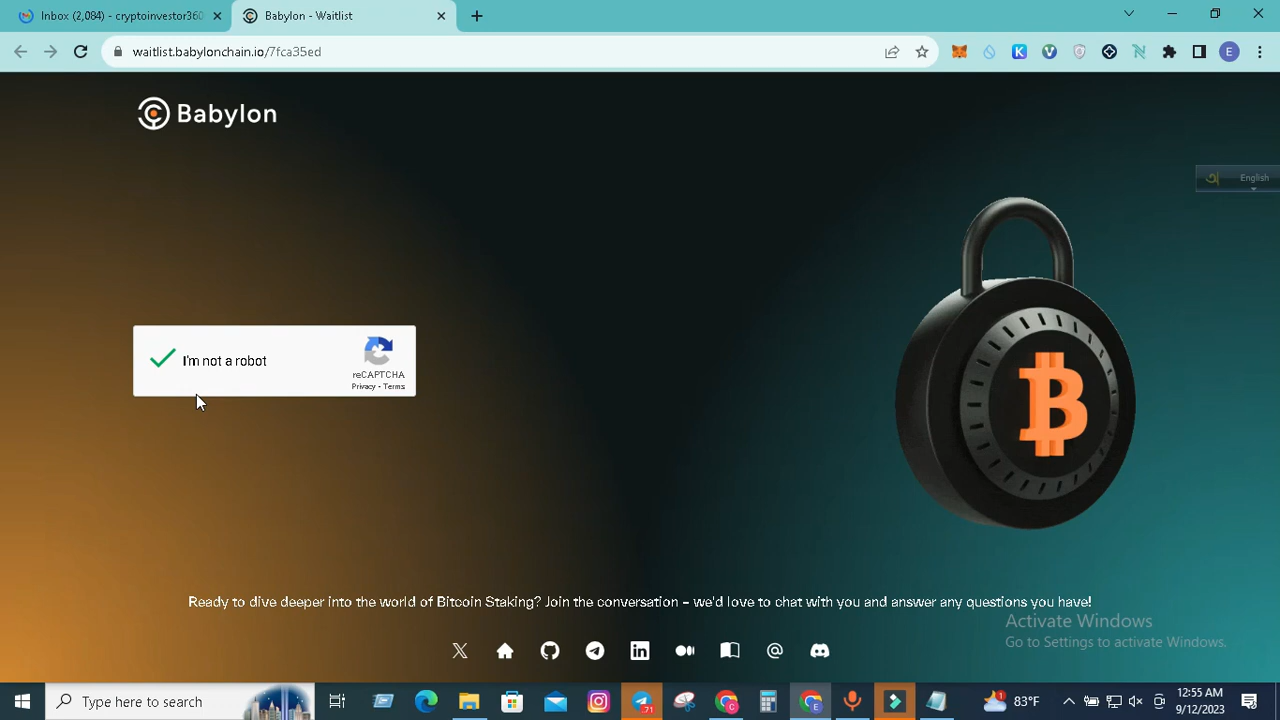 Inbox (2,084) - cryptoinvestor360
Babylon - Waitlist
waitlist.babylonchain.io/7fca35ed
K
E
Babylon
অ English
I'm not a robot
reCAPTCHA
Privacy - Terms
B
Ready to dive deeper into the world of Bitcoin Staking? Join the conversation – we'd love to chat with you and answer any questions you have!
Activate Windows
Go to Settings to activate Windows.
Type here to search
71
C
E
1
83°F
12:55 AM
9/12/2023